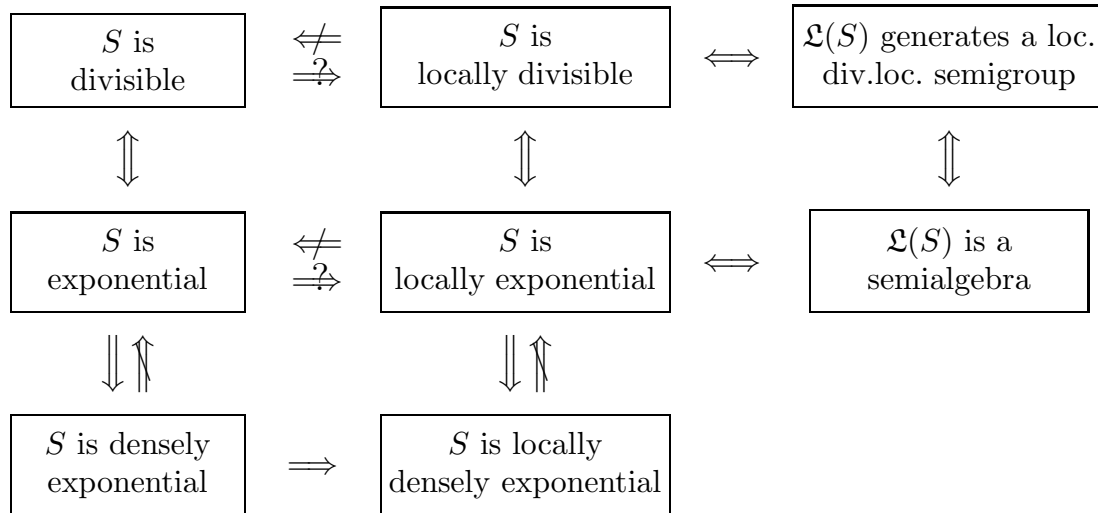 S is
divisible
⇍
?⟹
S is
locally divisible
⟺
𝔏(S) generates a loc.
div.loc. semigroup
⇕
⇕
⇕
S is
exponential
⇍
?⟹
S is
locally exponential
⟺
𝔏(S) is a
semialgebra
⇓ ⇑̸
⇓ ⇑̸
S is densely
exponential
⟹
S is locally
densely exponential